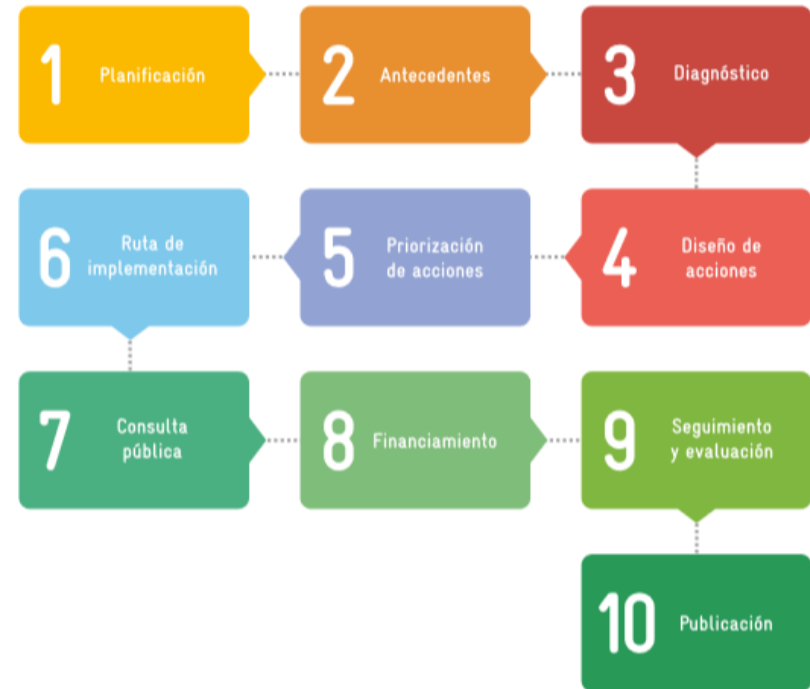 1
Planificación
2
Antecedentes
3
Diagnóstico
4
Diseño de
acciones
5
Priorización
de acciones
6
Ruta de
implementación
7
Consulta
pública
8
Financiamiento
9
Seguimiento
y evaluación
10
Publicación